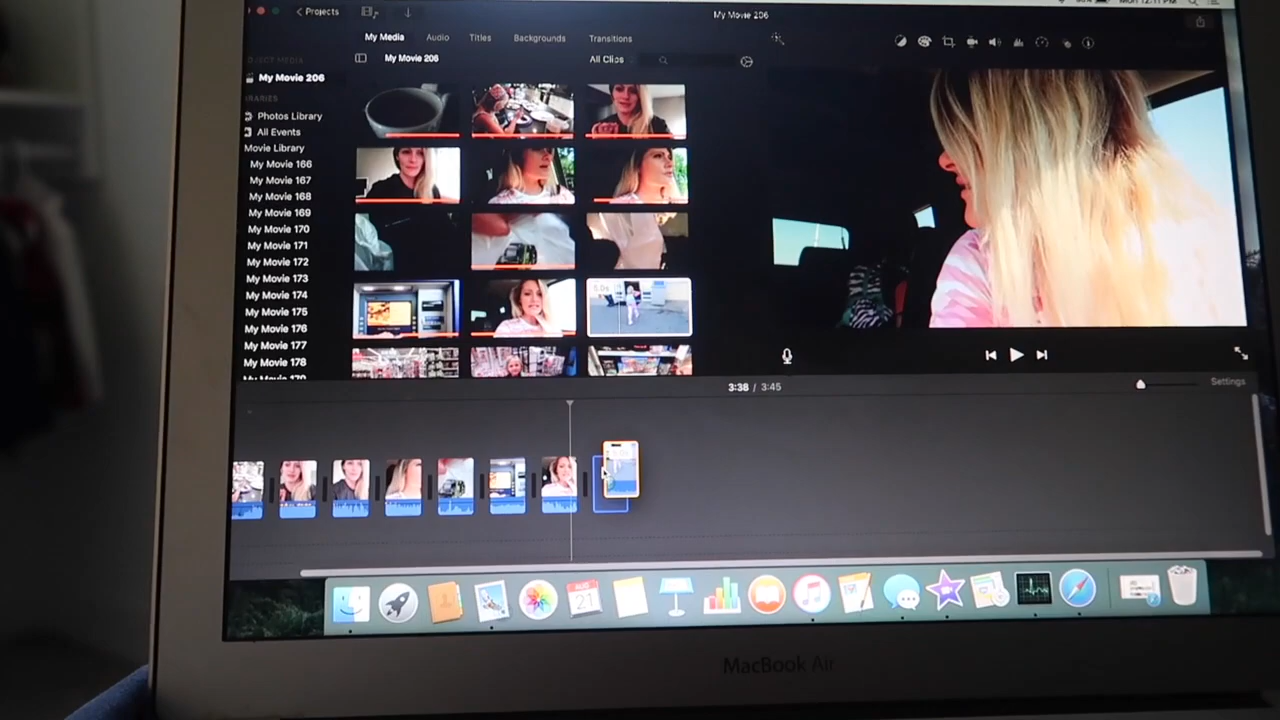 Projects
My Movie 206
My Media Audio Titles Backgrounds Transitions
My Movie 206
All Clips
My Movie 206
Photos Library
All Events
Movie Library
My Movie 166
My Movie 167
My Movie 168
My Movie 169
My Movie 170
My Movie 171
My Movie 172
My Movie 173
My Movie 174
My Movie 175
My Movie 176
My Movie 177
My Movie 178
3:38 / 3:45
Settings
AUG
21
MacBook Air